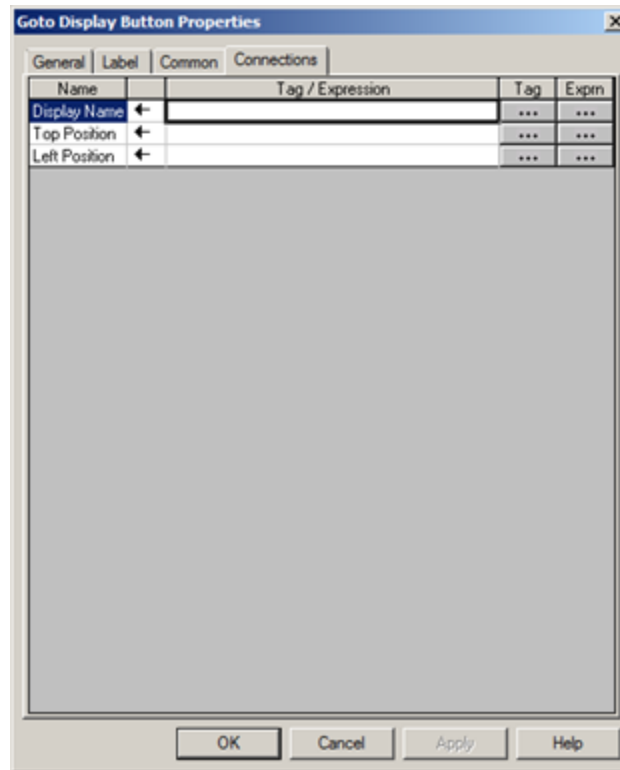 Goto Display Button Properties
General Label Common Connections
Name Tag / Expression Tag Exprn
Display Name ← ... ...
Top Position ← ... ...
Left Position ← ... ...
OK Cancel Apply Help